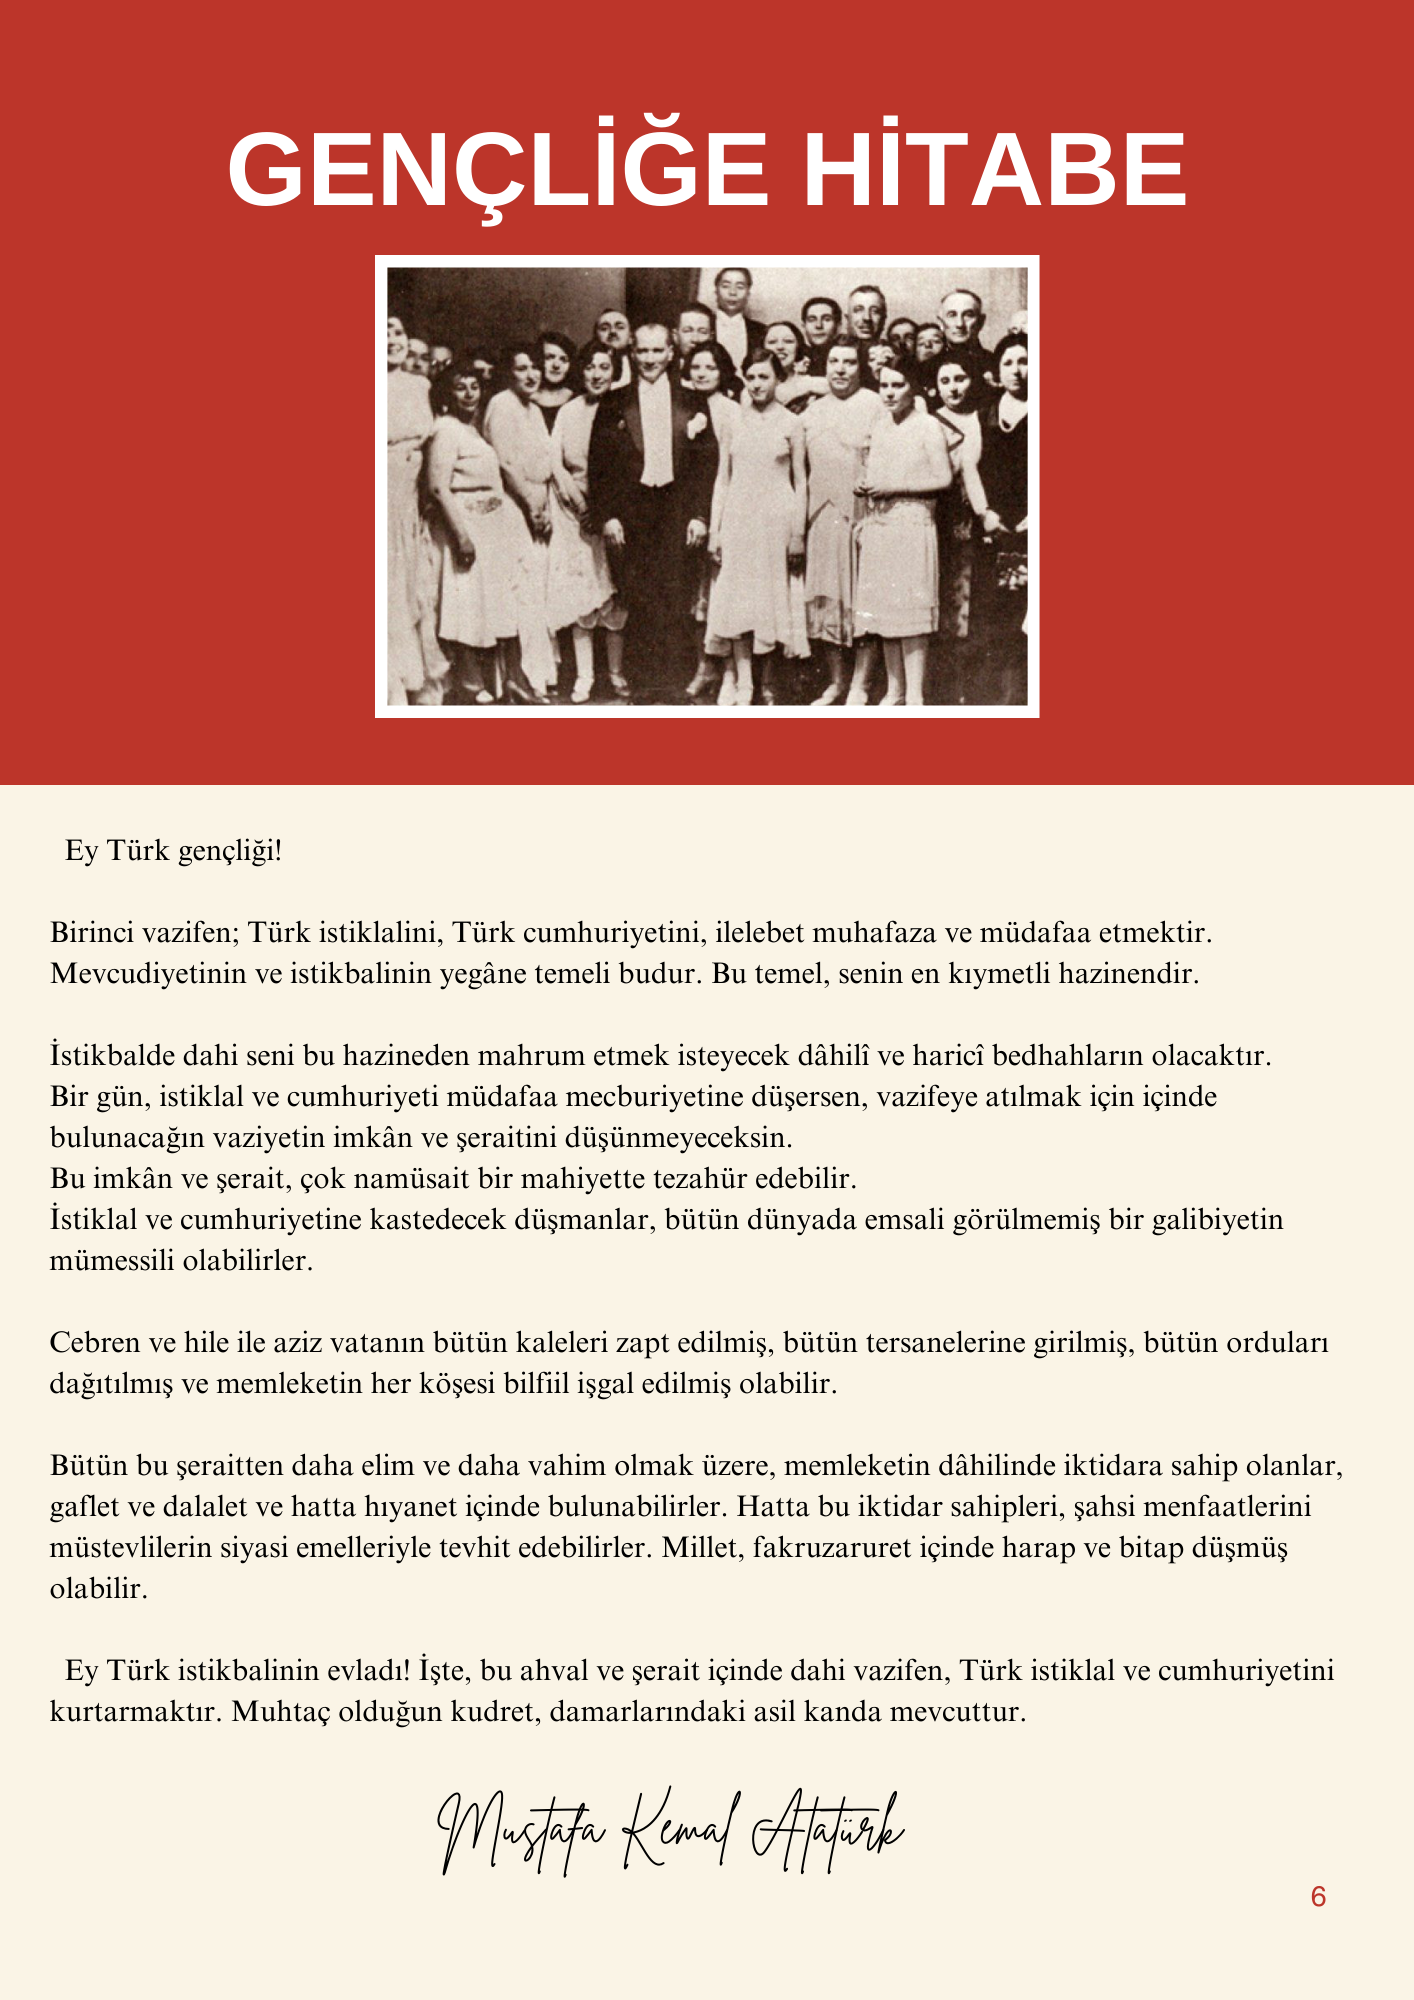 GENÇLİĞE HİTABE
Ey Türk gençliği!
Birinci vazifen; Türk istiklalini, Türk cumhuriyetini, ilelebet muhafaza ve müdafaa etmektir.
Mevcudiyetinin ve istikbalinin yegâne temeli budur. Bu temel, senin en kıymetli hazinendir.
İstikbalde dahi seni bu hazineden mahrum etmek isteyecek dâhilî ve haricî bedhahların olacaktır.
Bir gün, istiklal ve cumhuriyeti müdafaa mecburiyetine düşersen, vazifeye atılmak için içinde
bulunacağın vaziyetin imkân ve şeraitini düşünmeyeceksin.
Bu imkân ve şerait, çok namüsait bir mahiyette tezahür edebilir.
İstiklal ve cumhuriyetine kastedecek düşmanlar, bütün dünyada emsali görülmemiş bir galibiyetin
mümessili olabilirler.
Cebren ve hile ile aziz vatanın bütün kaleleri zapt edilmiş, bütün tersanelerine girilmiş, bütün orduları
dağıtılmış ve memleketin her köşesi bilfiil işgal edilmiş olabilir.
Bütün bu şeraitten daha elim ve daha vahim olmak üzere, memleketin dâhilinde iktidara sahip olanlar,
gaflet ve dalalet ve hatta hıyanet içinde bulunabilirler. Hatta bu iktidar sahipleri, şahsi menfaatlerini
müstevlilerin siyasi emelleriyle tevhit edebilirler. Millet, fakruzaruret içinde harap ve bitap düşmüş
olabilir.
Ey Türk istikbalinin evladı! İşte, bu ahval ve şerait içinde dahi vazifen, Türk istiklal ve cumhuriyetini
kurtarmaktır. Muhtaç olduğun kudret, damarlarındaki asil kanda mevcuttur.
Mustafa Kemal Atatürk
6